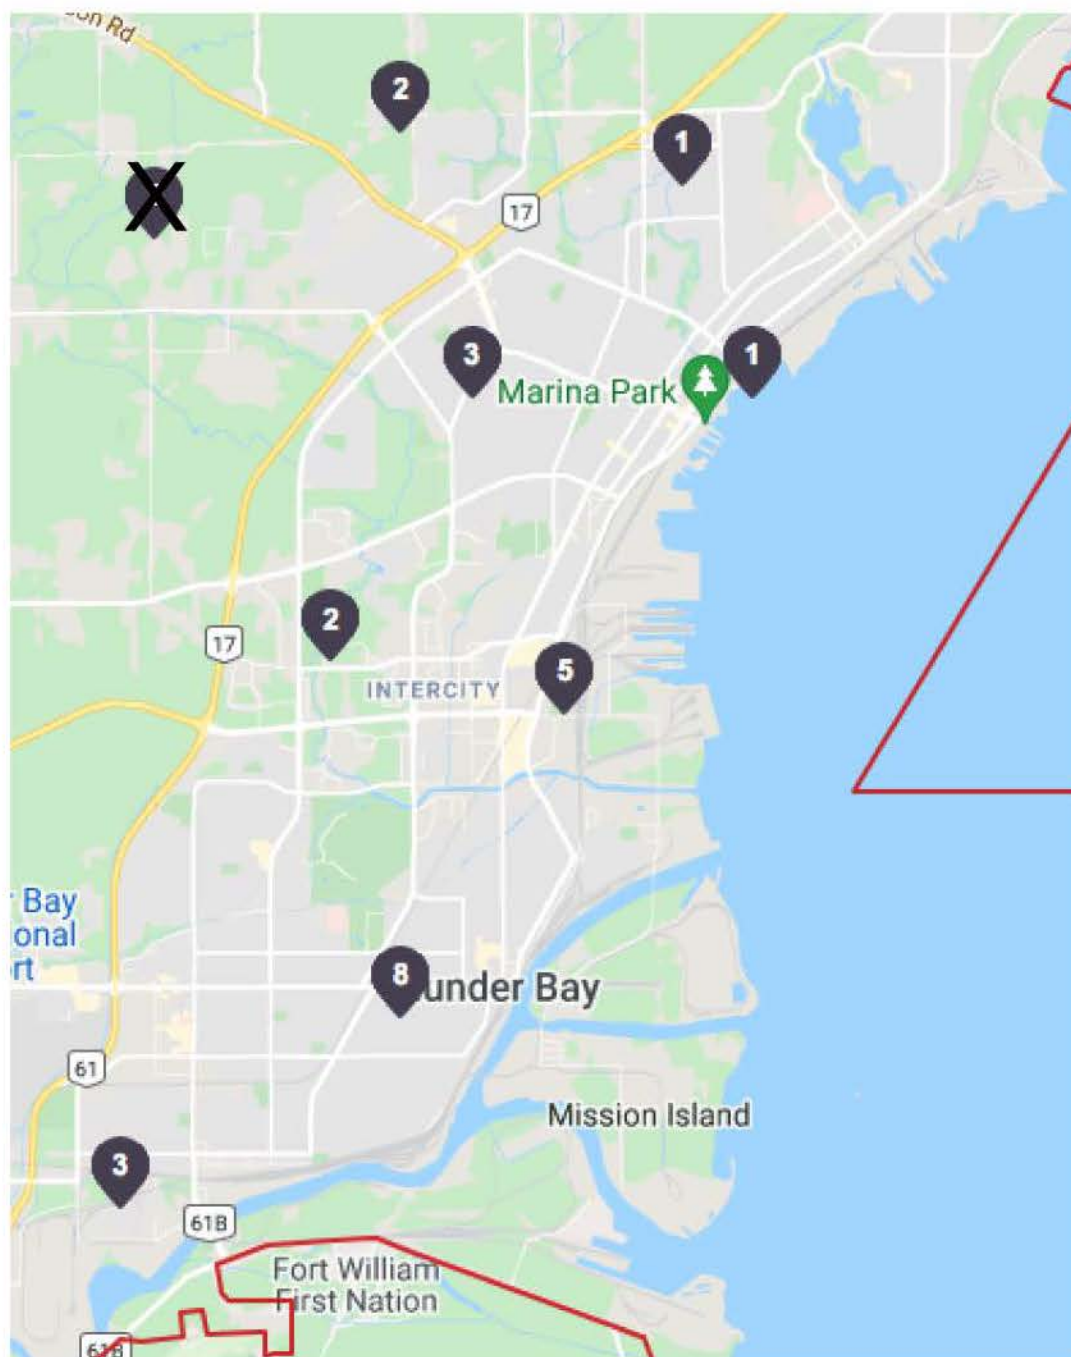 son Rd
2
1
X
17
3
1
Marina Park
2
17
5
INTERCITY
r Bay
onal
rt
8
under Bay
61
Mission Island
3
61B
Fort William
First Nation
61B